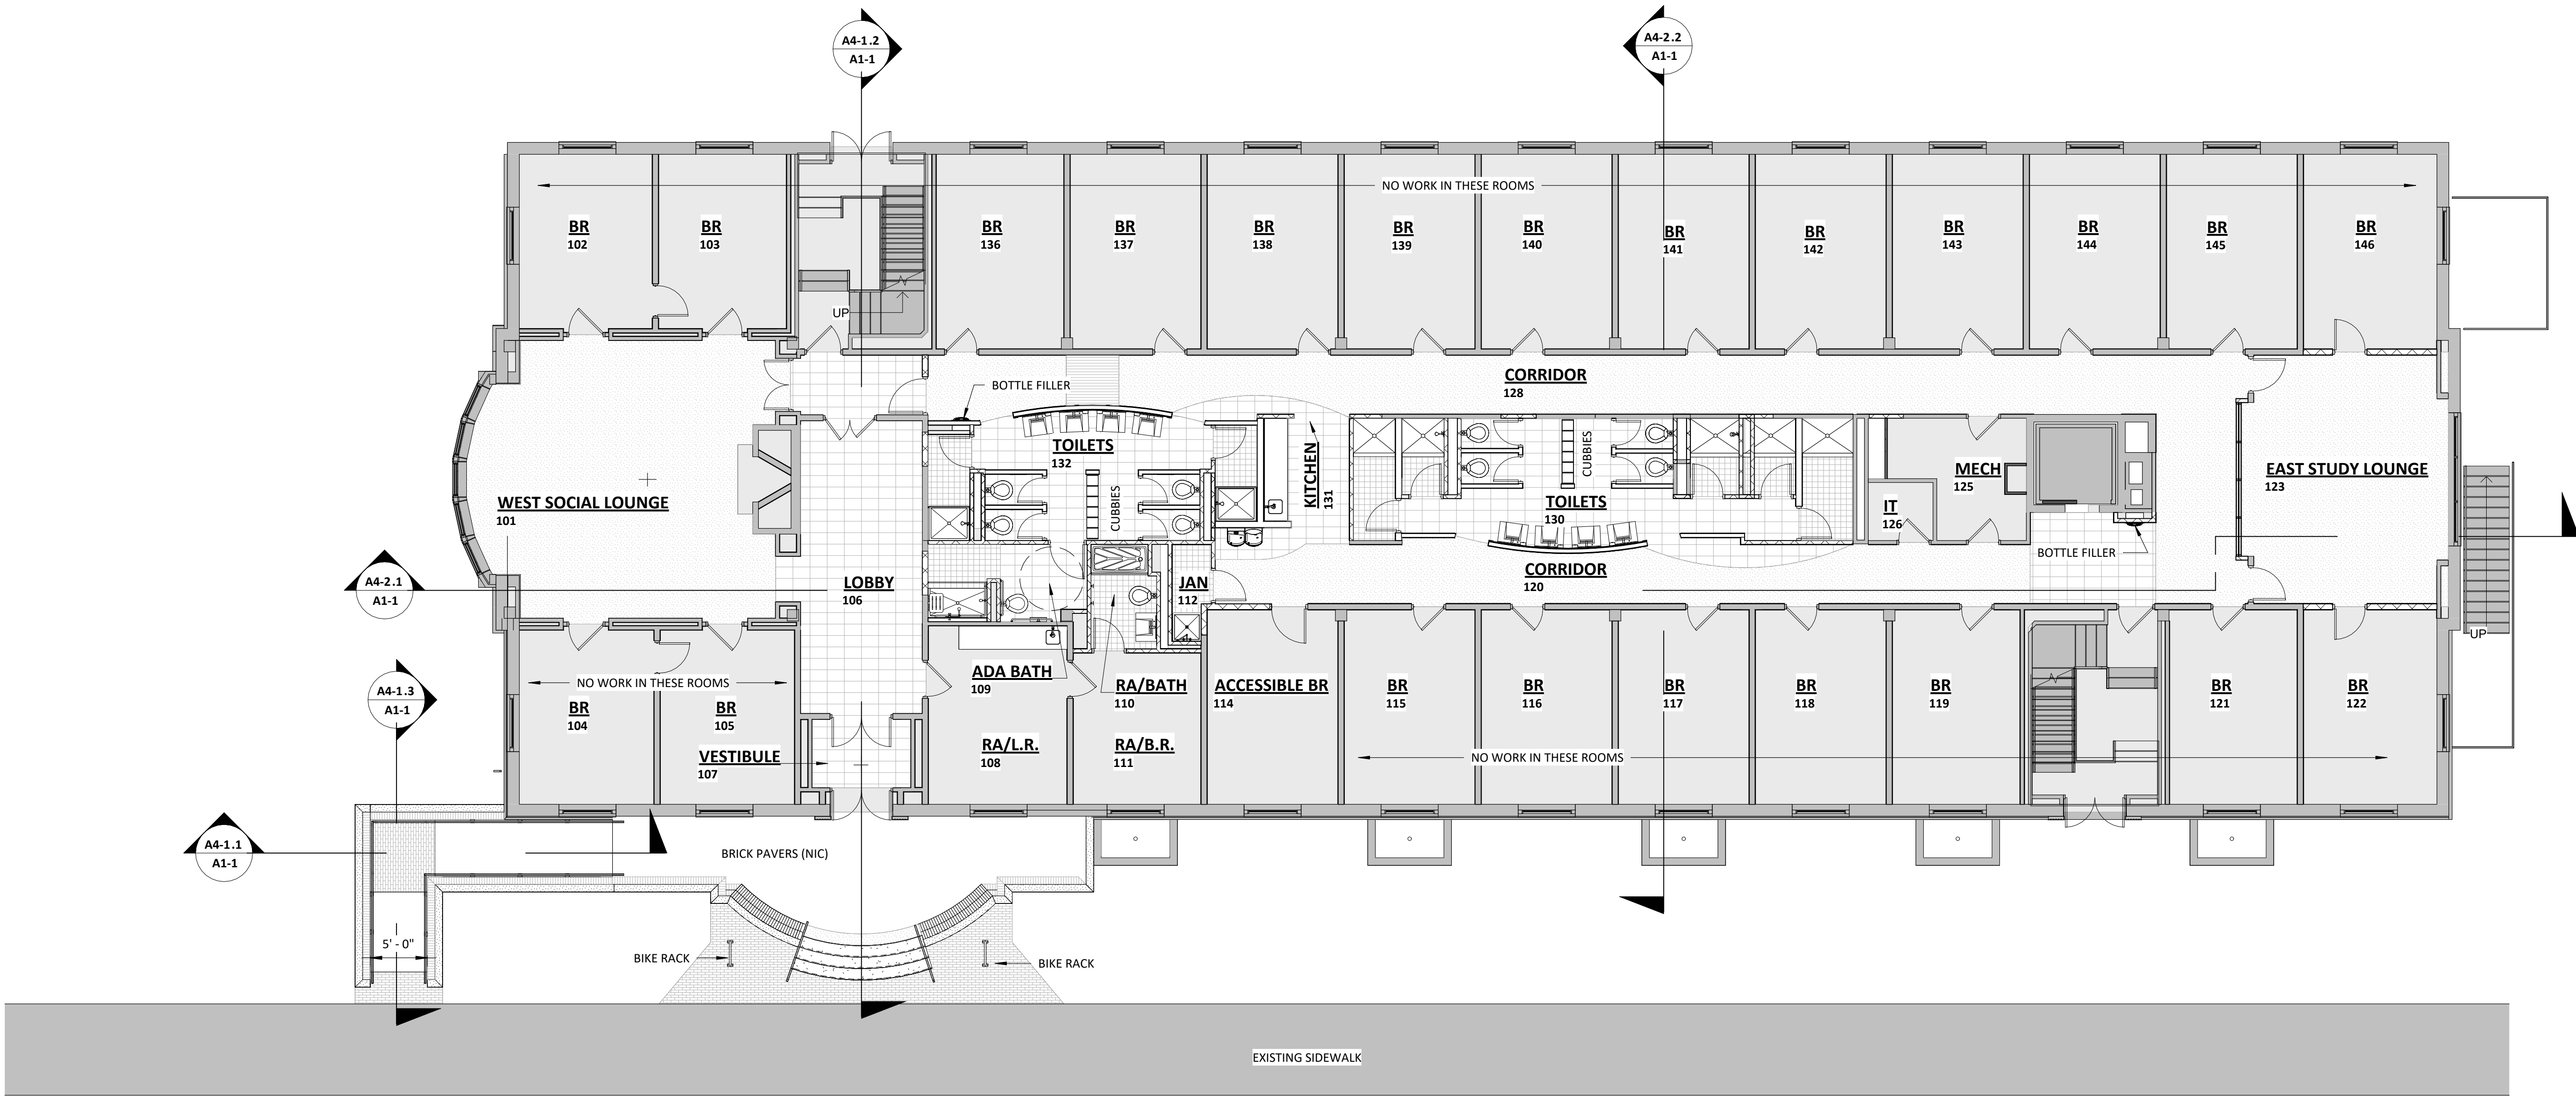 A4-1.2
A1-1
A4-2.2
A1-1
NO WORK IN THESE ROOMS
BR
102
BR
103
BR
136
BR
137
BR
138
BR
139
BR
140
BR
141
BR
142
BR
143
BR
144
BR
145
BR
146
UP
BOTTLE FILLER
CORRIDOR
128
TOILETS
132
CUBBIES
KITCHEN
131
CUBBIES
TOILETS
130
MECH
125
IT
126
EAST STUDY LOUNGE
123
WEST SOCIAL LOUNGE
101
BOTTLE FILLER
CORRIDOR
120
A4-2.1
A1-1
LOBBY
106
JAN
112
UP
A4-1.3
A1-1
NO WORK IN THESE ROOMS
BR
104
BR
105
ADA BATH
109
RA/BATH
110
ACCESSIBLE BR
114
BR
115
BR
116
BR
117
BR
118
BR
119
BR
121
BR
122
VESTIBULE
107
RA/L.R.
108
RA/B.R.
111
NO WORK IN THESE ROOMS
A4-1.1
A1-1
BRICK PAVERS (NIC)
5' - 0"
BIKE RACK
BIKE RACK
EXISTING SIDEWALK